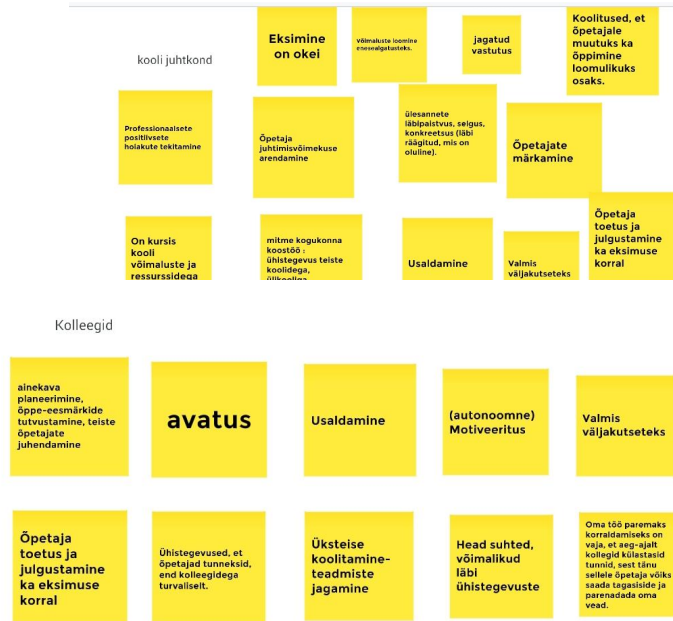 kooli juhtkond
Eksimine
on okei
Võimaluste loomine
enesealgatusteks.
jagatud
vastutus
Koolitused, et
õpetajale
muutuks ka
õppimine
loomulikuks
osaks.
Professionaalsete
positiivsete
hoiakute tekitamine
Õpetaja
juhtimisvõimekuse
arendamine
ülesannete
läbipaistvus, selgus,
konkreetsus (läbi
räägitud, mis on
oluline).
Õpetajate
märkamine
On kursis
kooli
võimaluste ja
ressurssidega
mitme kogukonna
koostöö :
ühistegevus teiste
koolidega,
ülikooliga
Usaldamine
Valmis
väljakutseteks
Õpetaja
toetus ja
julgustamine
ka eksimuse
korral
Kolleegid
ainekava
planeerimine,
õppe-eesmärkide
tutvustamine, teiste
õpetajate
juhendamine
avatus
Usaldamine
(autonoomne)
Motiveeritus
Valmis
väljakutseteks
Õpetaja
toetus ja
julgustamine
ka eksimuse
korral
Ühistegevused, et
õpetajad tunneksid,
end kolleegidega
turvaliselt.
Üksteise
koolitamine-
teadmiste
jagamine
Head suhted,
võimalikud
läbi
ühistegevuste
Oma töö paremaks
korraldamiseks on
vaja, et aeg-ajalt
kollegid külastasid
tunnid, sest tänu
sellele õpetaja võiks
saada tagasiside ja
parenadada oma
vead.